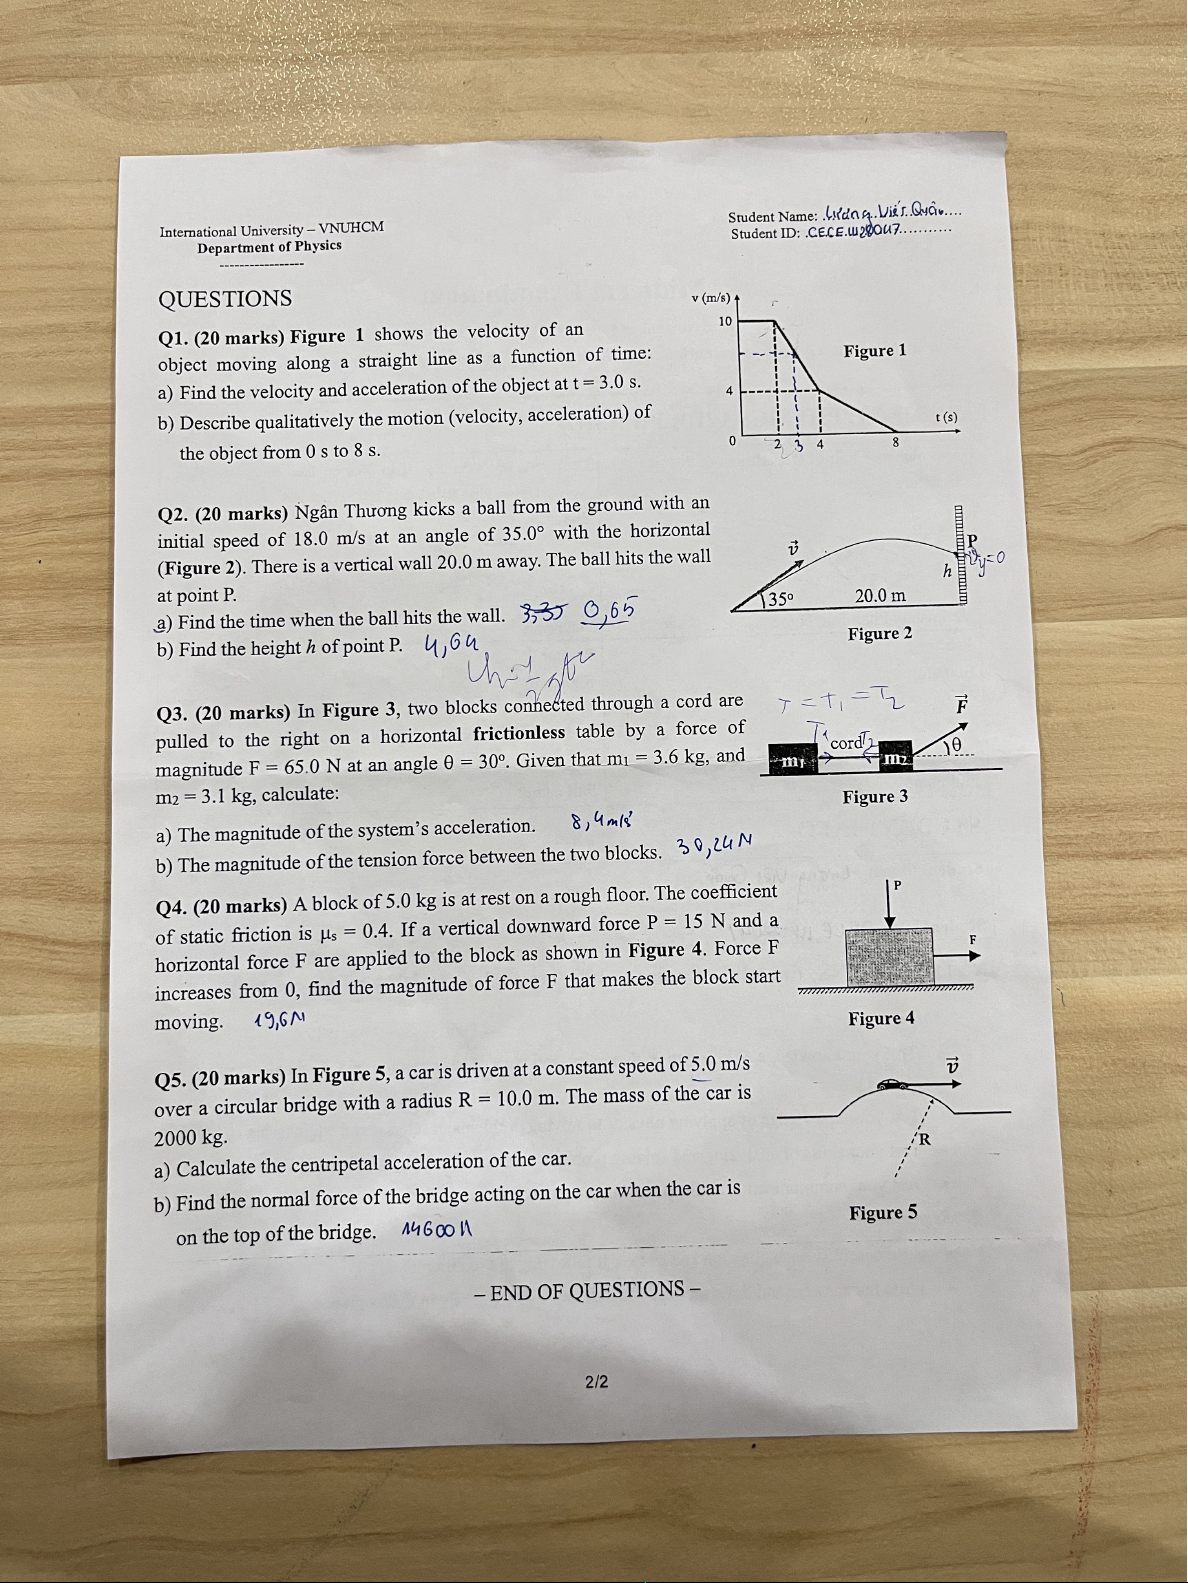 International University – VNUHCM
Department of Physics
-----------------
Student Name: .......Viết Quân....
Student ID: .CE.CE.W28047...........
QUESTIONS
Q1. (20 marks) Figure 1 shows the velocity of an
object moving along a straight line as a function of time:
a) Find the velocity and acceleration of the object at t = 3.0 s.
b) Describe qualitatively the motion (velocity, acceleration) of
the object from 0 s to 8 s.
v (m/s)
10
Figure 1
4
t (s)
0
2 3 4 8
Q2. (20 marks) Ngân Thương kicks a ball from the ground with an
initial speed of 18.0 m/s at an angle of 35.0° with the horizontal
(Figure 2). There is a vertical wall 20.0 m away. The ball hits the wall
at point P.
a) Find the time when the ball hits the wall. 3,35 0,65
b) Find the height h of point P. 4,64
P
v
vy=0
h
35°
20.0 m
Figure 2
Q3. (20 marks) In Figure 3, two blocks connected through a cord are
pulled to the right on a horizontal frictionless table by a force of
magnitude F = 65.0 N at an angle θ = 30°. Given that m1 = 3.6 kg, and
m2 = 3.1 kg, calculate:
a) The magnitude of the system's acceleration. 8,4 m/s²
b) The magnitude of the tension force between the two blocks. 30,24 N
T = T1 = T2
F
T1 cord T2
θ
m1
m2
Figure 3
Q4. (20 marks) A block of 5.0 kg is at rest on a rough floor. The coefficient
of static friction is μs = 0.4. If a vertical downward force P = 15 N and a
horizontal force F are applied to the block as shown in Figure 4. Force F
increases from 0, find the magnitude of force F that makes the block start
moving. 19,6N
P
F
Figure 4
Q5. (20 marks) In Figure 5, a car is driven at a constant speed of 5.0 m/s
over a circular bridge with a radius R = 10.0 m. The mass of the car is
2000 kg.
a) Calculate the centripetal acceleration of the car.
b) Find the normal force of the bridge acting on the car when the car is
on the top of the bridge. 14600 N
v
R
Figure 5
– END OF QUESTIONS –
2/2